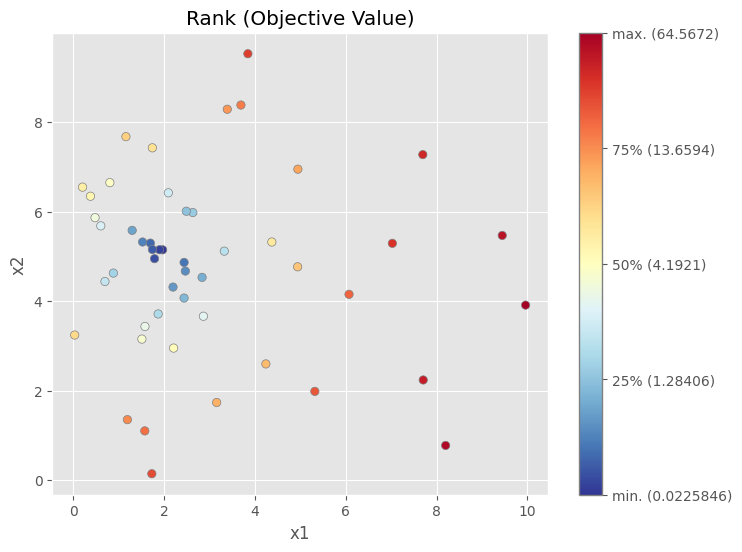 Rank (Objective Value)
max. (64.5672)
75% (13.6594)
50% (4.1921)
25% (1.28406)
min. (0.0225846)
8
6
4
2
0
x2
0 2 4 6 8 10
x1